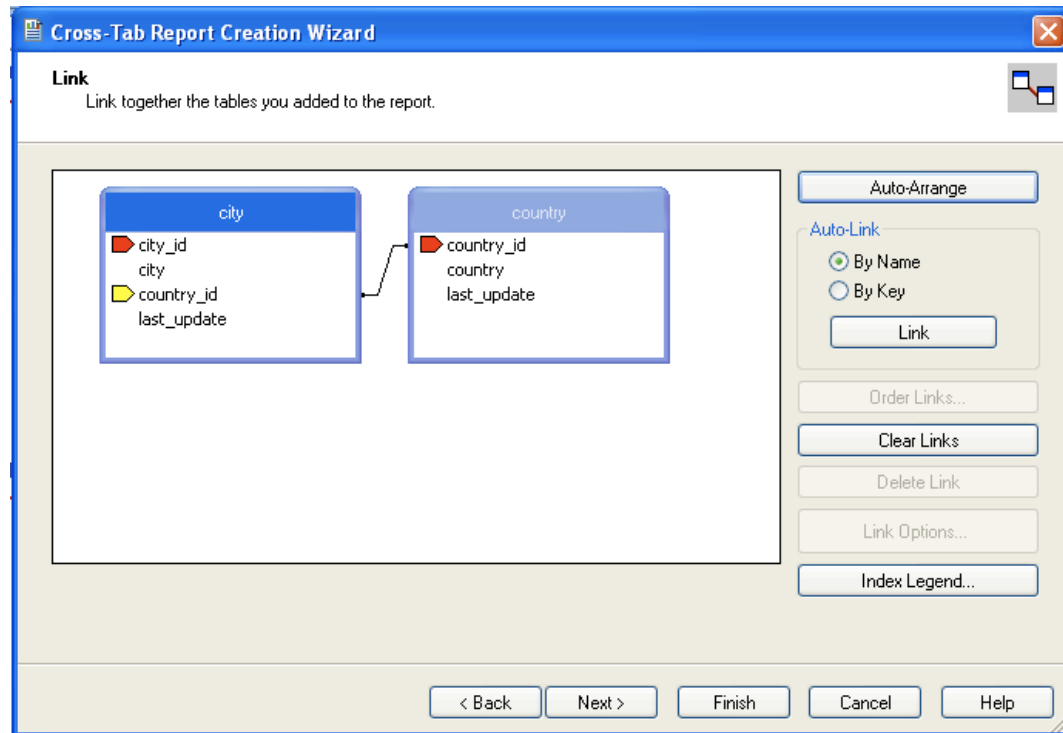 Cross-Tab Report Creation Wizard
Link
Link together the tables you added to the report.
city
city_id
city
country_id
last_update
country
country_id
country
last_update
Auto-Arrange
Auto-Link
By Name
By Key
Link
Order Links...
Clear Links
Delete Link
Link Options...
Index Legend...
< Back
Next >
Finish
Cancel
Help